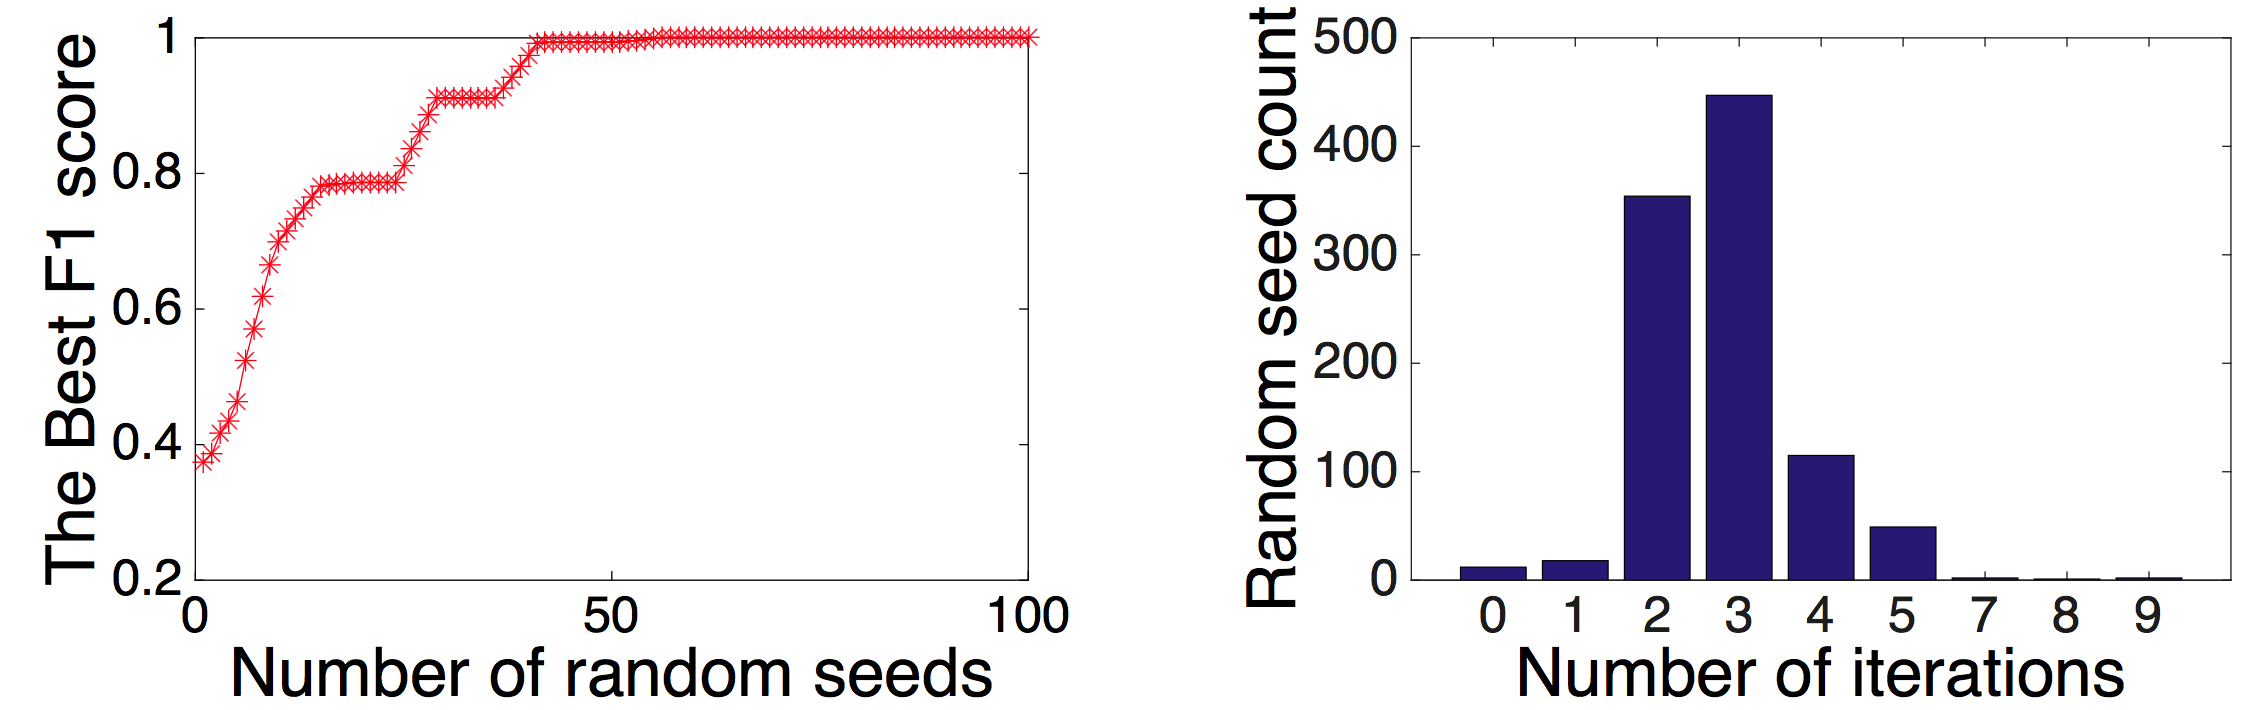 The Best F1 score
1
0.8
0.6
0.4
0.2
0 50 100
Number of random seeds
Random seed count
500
400
300
200
100
0
0 1 2 3 4 5 7 8 9
Number of iterations